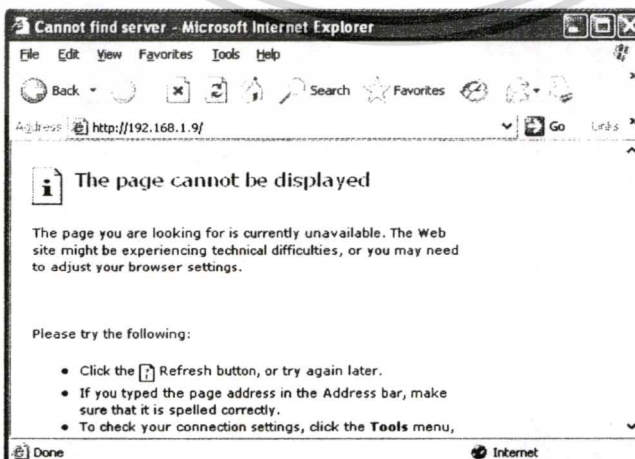 Cannot find server - Microsoft Internet Explorer
File Edit View Favorites Tools Help
Back Search Favorites
Address http://192.168.1.9/ Go Links
The page cannot be displayed
The page you are looking for is currently unavailable. The Web
site might be experiencing technical difficulties, or you may need
to adjust your browser settings.
Please try the following:
• Click the Refresh button, or try again later.
• If you typed the page address in the Address bar, make
sure that it is spelled correctly.
• To check your connection settings, click the Tools menu,
Done Internet